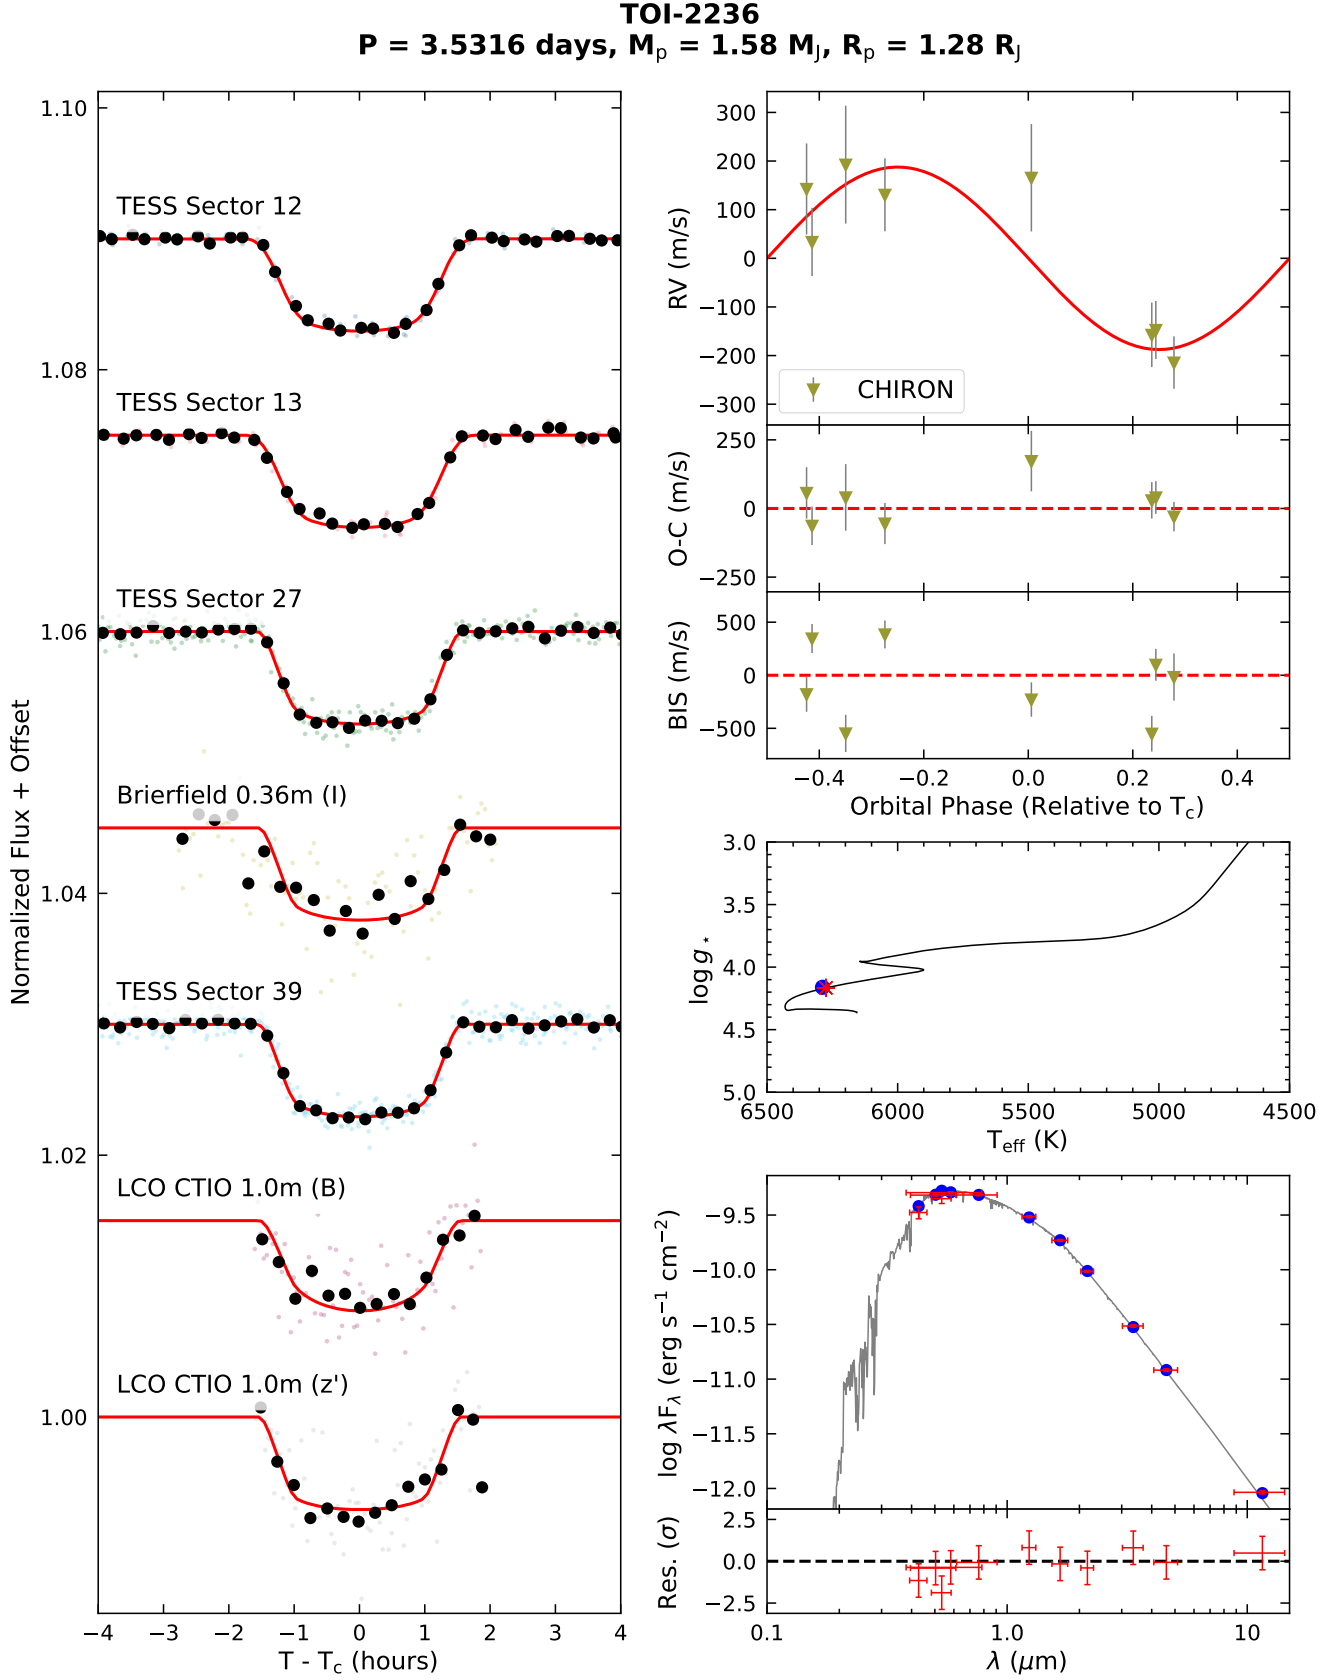 TOI-2236
P = 3.5316 days, Mp = 1.58 MJ, Rp = 1.28 RJ
Normalized Flux + Offset
1.10
1.08
1.06
1.04
1.02
1.00
TESS Sector 12
TESS Sector 13
TESS Sector 27
Brierfield 0.36m (I)
TESS Sector 39
LCO CTIO 1.0m (B)
LCO CTIO 1.0m (z')
−4 −3 −2 −1 0 1 2 3 4
T - Tc (hours)
RV (m/s)
300
200
100
0
−100
−200
−300
CHIRON
O-C (m/s)
250
0
−250
BIS (m/s)
500
0
−500
−0.4 −0.2 0.0 0.2 0.4
Orbital Phase (Relative to Tc)
log g⋆
3.0
3.5
4.0
4.5
5.0
6500 6000 5500 5000 4500
Teff (K)
log λFλ (erg s−1 cm−2)
−9.5
−10.0
−10.5
−11.0
−11.5
−12.0
Res. (σ)
2.5
0.0
−2.5
0.1 1.0 10
λ (μm)